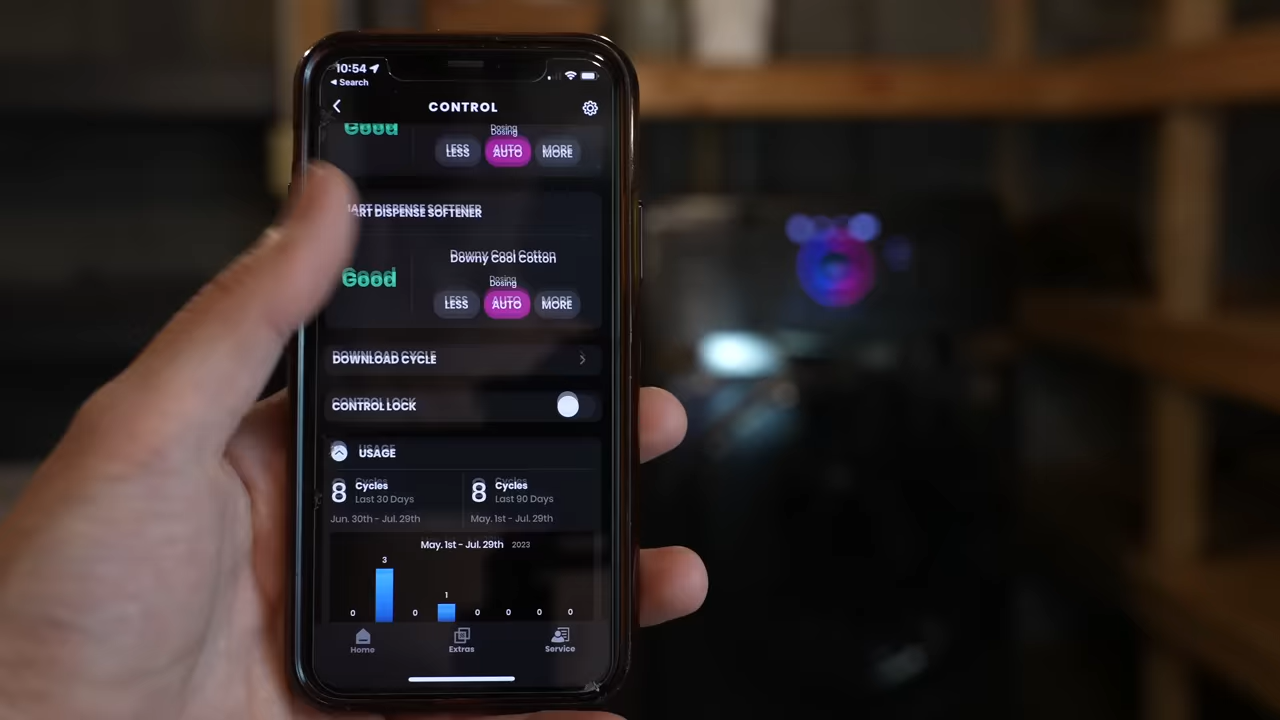 10:54
Search
CONTROL
Good
Dosing
LESS AUTO MORE
ART DISPENSE SOFTENER
Downy Cool Cotton
Good
Dosing
LESS AUTO MORE
DOWNLOAD CYCLE
CONTROL LOCK
USAGE
8 Cycles
Last 30 Days
Jun. 30th - Jul. 29th
8 Cycles
Last 90 Days
May. 1st - Jul. 29th
May. 1st - Jul. 29th 2023
0 3 0 1 0 0 0 0
Home Extras Service